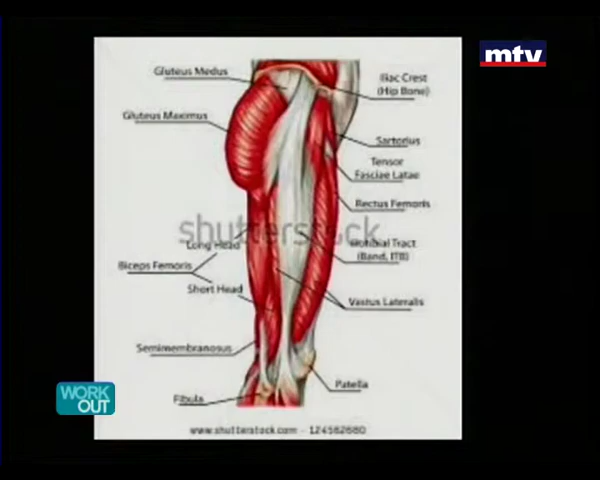 mtv
Gluteus Medus
Iliac Crest
(Hip Bone)
Gluteus Maximus
Sartorius
Tensor
Fasciae Latae
Rectus Femoris
shutterstock
Long Head
Iliotibial Tract
(Band, ITB)
Biceps Femoris
Short Head
Vastus Lateralis
Semimembranosus
Patella
WORK
OUT
Fibula
www.shutterstock.com - 124562680